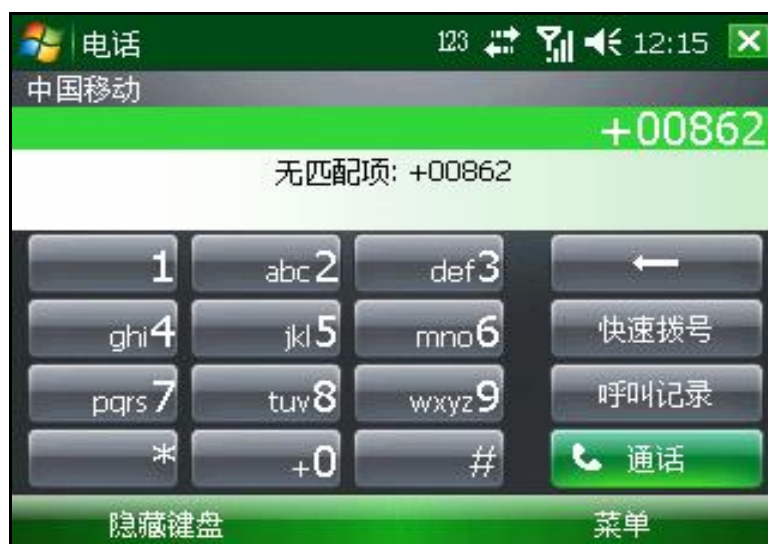 电话 123 12:15
中国移动
+00862
无匹配项: +00862
1 abc2 def3 ←
ghi4 jkl5 mno6 快速拨号
pqrs7 tuv8 wxyz9 呼叫记录
* +0 # 通话
隐藏键盘 菜单